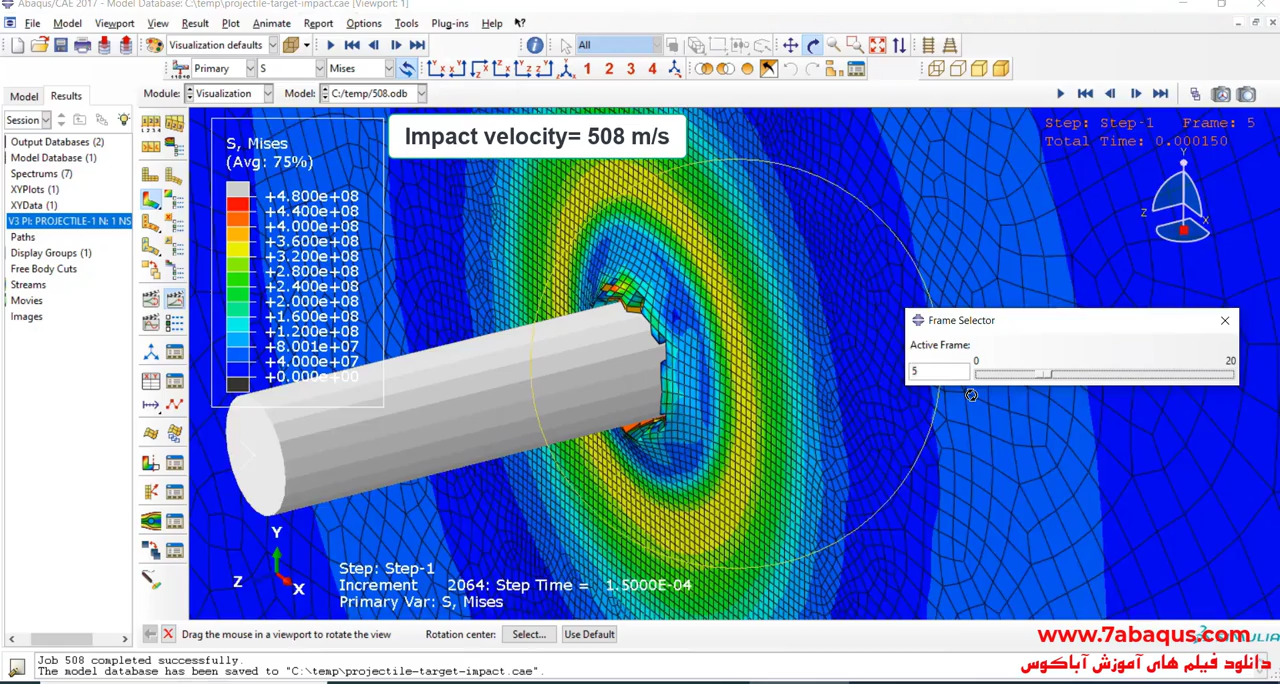 Abaqus/CAE 2017 - Model Database: C:\temp\projectile-target-impact.cae [Viewport: 1]
File Model Viewport View Result Plot Animate Report Options Tools Plug-ins Help
Visualization defaults All
Primary S Mises 1 2 3 4
Model Results Module: Visualization Model: C:/temp/508.odb
Session
Output Databases (2)
Model Database (1)
Spectrums (7)
XYPlots (1)
XYData (1)
V3 PI: PROJECTILE-1 N: 1 NS
Paths
Display Groups (1)
Free Body Cuts
Streams
Movies
Images
Impact velocity= 508 m/s
Step: Step-1 Frame: 5
Total Time: 0.000150
Y
Z X
S, Mises
(Avg: 75%)
+4.800e+08
+4.400e+08
+4.000e+08
+3.600e+08
+3.200e+08
+2.800e+08
+2.400e+08
+2.000e+08
+1.600e+08
+1.200e+08
+8.001e+07
+4.000e+07
+0.000e+00
Frame Selector
Active Frame:
0 20
5
Y
Z X
Step: Step-1
Increment 2064: Step Time = 1.5000E-04
Primary Var: S, Mises
Drag the mouse in a viewport to rotate the view Rotation center: Select... Use Default
www.7abaqus.com
SIMULIA
دانلود فیلم های آموزش آباکوس
Job 508 completed successfully.
The model database has been saved to "C:\temp\projectile-target-impact.cae".